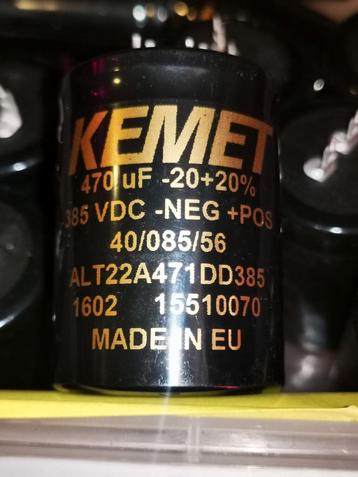 KEMET
470 uF -20+20%
385 VDC -NEG +POS
40/085/56
ALT22A471DD385
1602 15510070
MADE IN EU